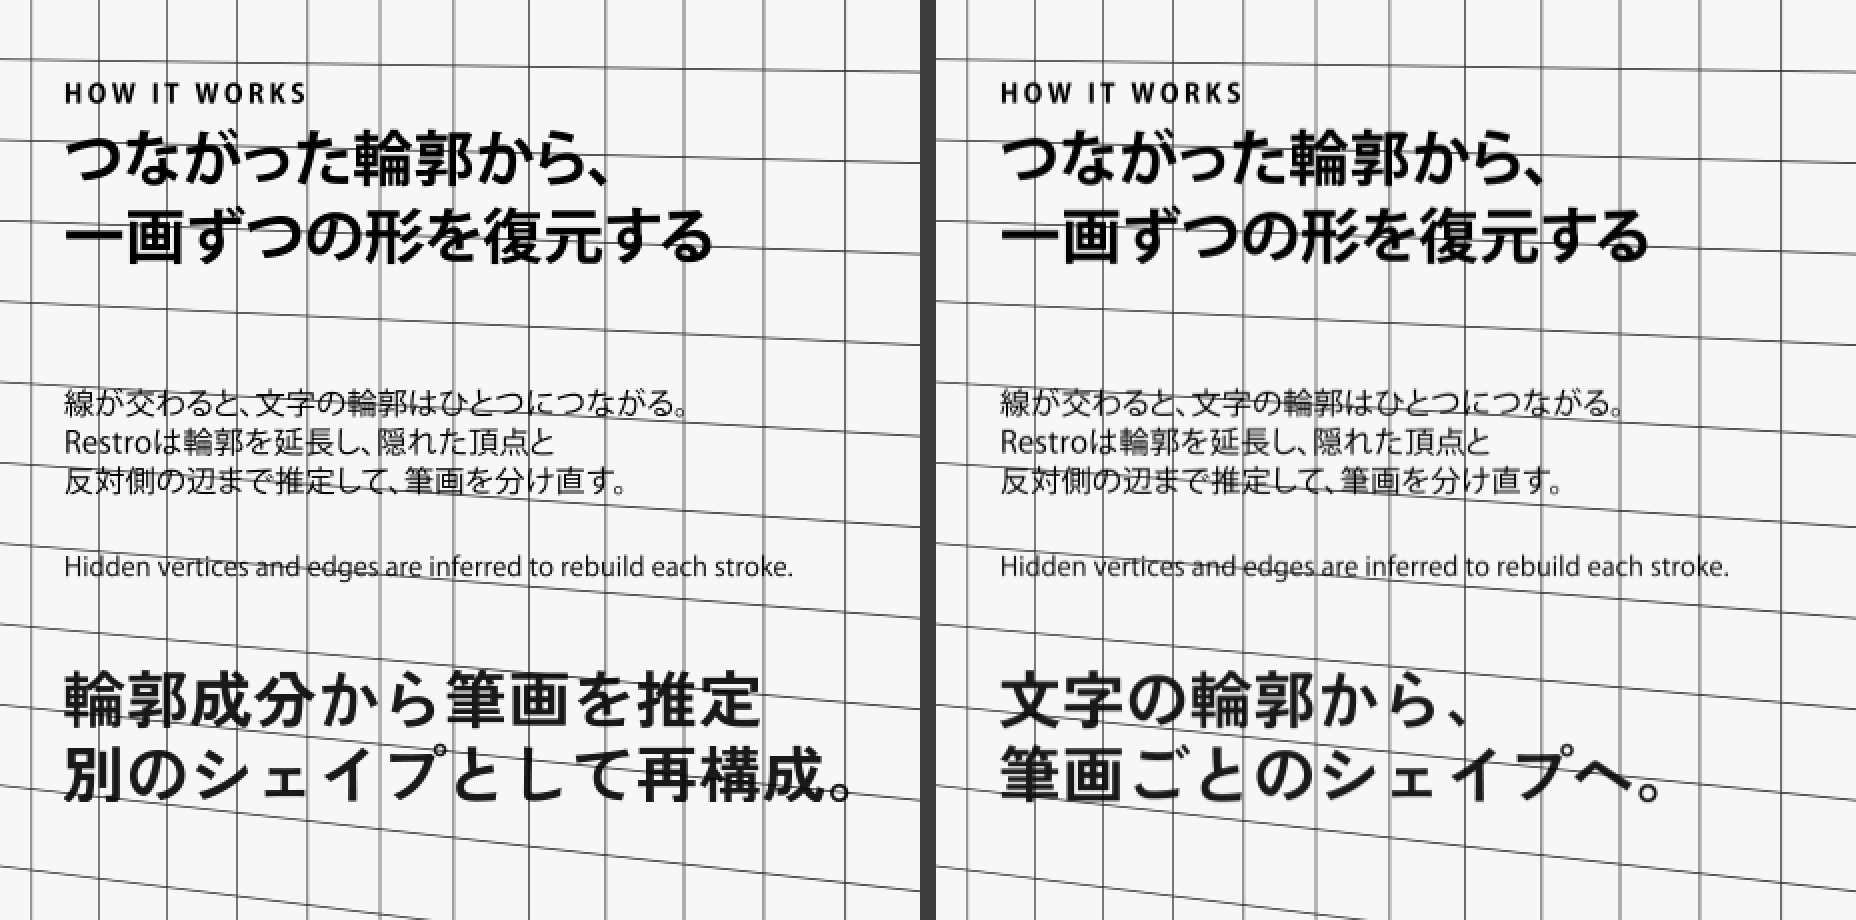 HOW IT WORKS
つながった輪郭から、
一画ずつの形を復元する
線が交わると、文字の輪郭はひとつにつながる。
Restroは輪郭を延長し、隠れた頂点と
反対側の辺まで推定して、筆画を分け直す。
Hidden vertices and edges are inferred to rebuild each stroke.
輪郭成分から筆画を推定
別のシェイプとして再構成。
HOW IT WORKS
つながった輪郭から、
一画ずつの形を復元する
線が交わると、文字の輪郭はひとつにつながる。
Restroは輪郭を延長し、隠れた頂点と
反対側の辺まで推定して、筆画を分け直す。
Hidden vertices and edges are inferred to rebuild each stroke.
文字の輪郭から、
筆画ごとのシェイプへ。